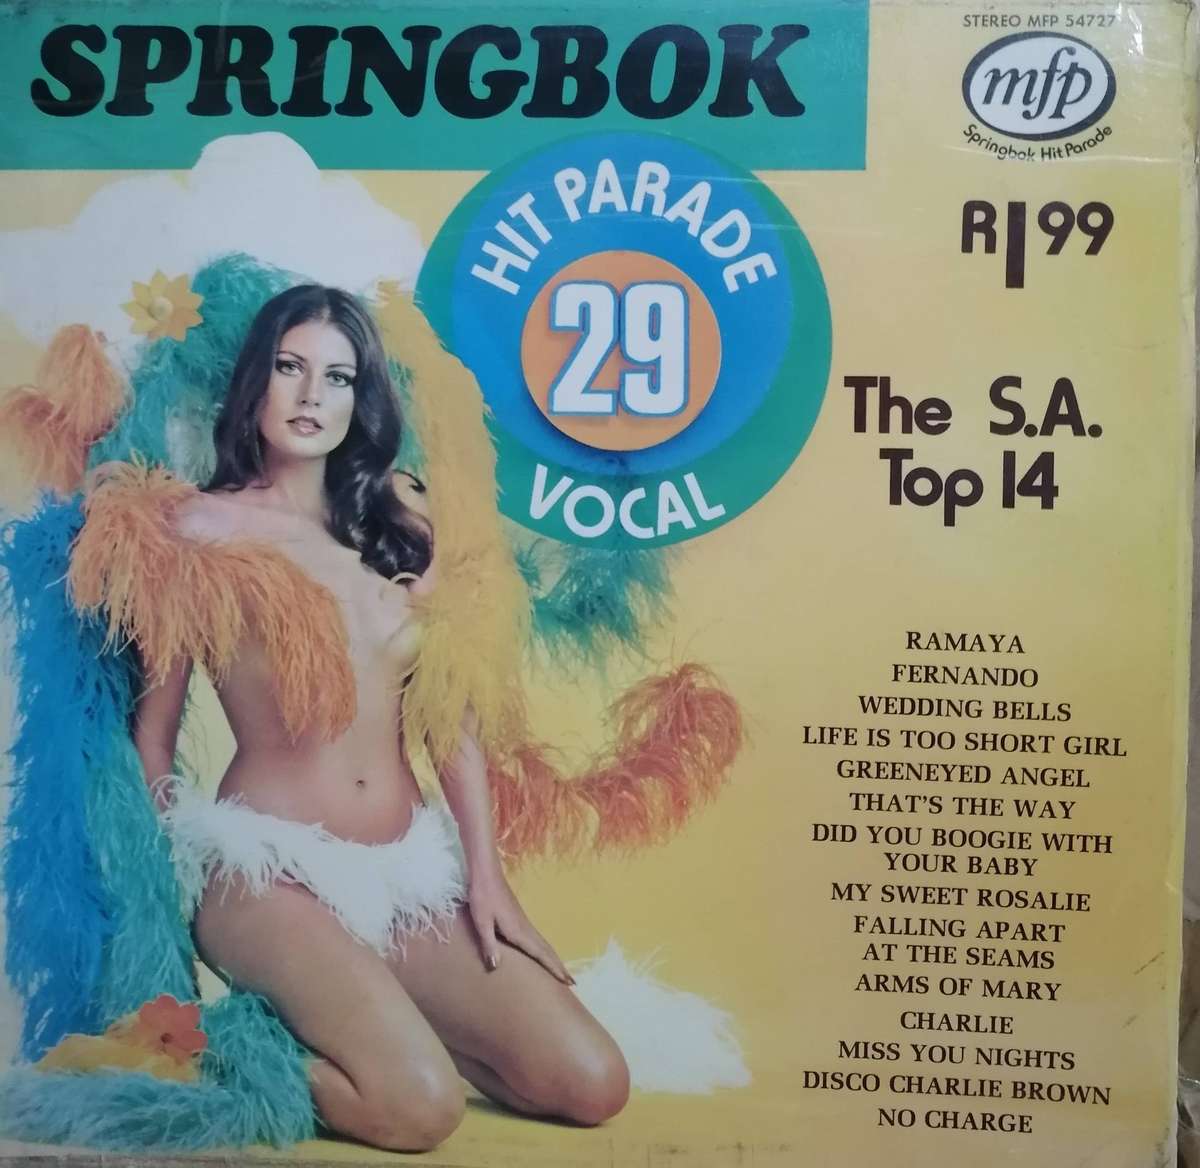 SPRINGBOK
STEREO MFP 54727
mfp
Springbok Hit Parade
HIT PARADE
29
VOCAL
R1 99
The S.A.
Top 14
RAMAYA
FERNANDO
WEDDING BELLS
LIFE IS TOO SHORT GIRL
GREENEYED ANGEL
THAT'S THE WAY
DID YOU BOOGIE WITH
YOUR BABY
MY SWEET ROSALIE
FALLING APART
AT THE SEAMS
ARMS OF MARY
CHARLIE
MISS YOU NIGHTS
DISCO CHARLIE BROWN
NO CHARGE